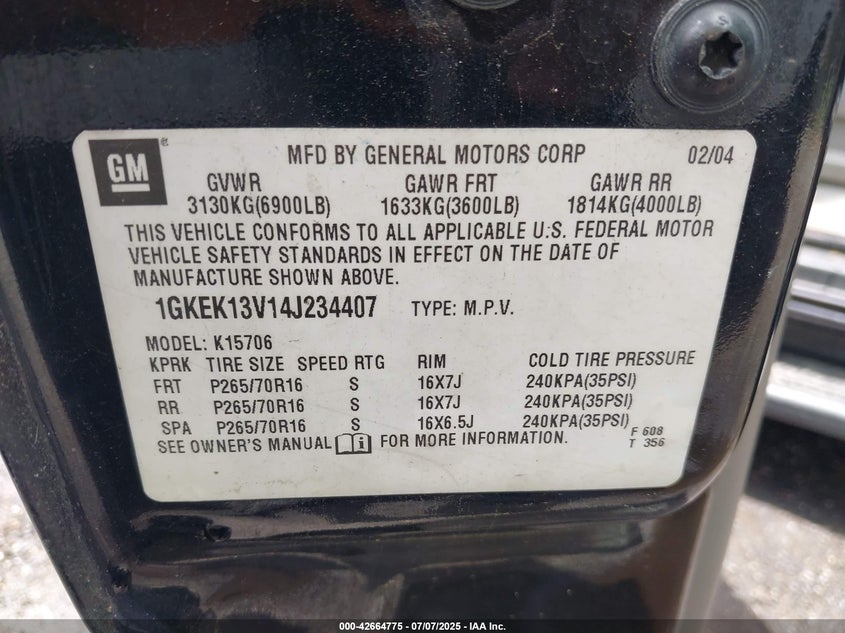 GM
®
MFD BY GENERAL MOTORS CORP 02/04
GVWR GAWR FRT GAWR RR
3130KG(6900LB) 1633KG(3600LB) 1814KG(4000LB)
THIS VEHICLE CONFORMS TO ALL APPLICABLE U.S. FEDERAL MOTOR
VEHICLE SAFETY STANDARDS IN EFFECT ON THE DATE OF
MANUFACTURE SHOWN ABOVE.
1GKEK13V14J234407 TYPE: M.P.V.
MODEL: K15706
KPRK TIRE SIZE SPEED RTG RIM COLD TIRE PRESSURE
FRT P265/70R16 S 16X7J 240KPA(35PSI)
RR P265/70R16 S 16X7J 240KPA(35PSI)
SPA P265/70R16 S 16X6.5J 240KPA(35PSI)
SEE OWNER'S MANUAL FOR MORE INFORMATION.
F 608
T 356
000-42664775 - 07/07/2025 - IAA Inc.